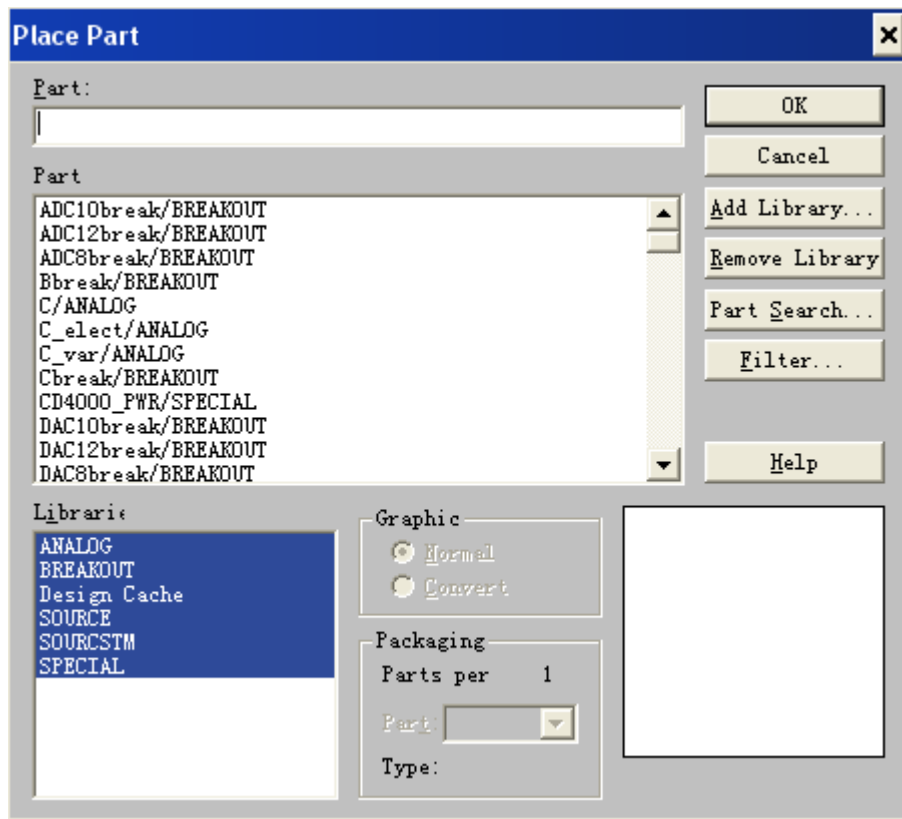 Place Part
Part:
OK
Cancel
Part
ADC10break/BREAKOUT
ADC12break/BREAKOUT
ADC8break/BREAKOUT
Bbreak/BREAKOUT
C/ANALOG
C_elect/ANALOG
C_var/ANALOG
Cbreak/BREAKOUT
CD4000_PWR/SPECIAL
DAC10break/BREAKOUT
DAC12break/BREAKOUT
DAC8break/BREAKOUT
Add Library...
Remove Library
Part Search...
Filter...
Help
Librarie
ANALOG
BREAKOUT
Design Cache
SOURCE
SOURCSTM
SPECIAL
Graphic
Normal
Convert
Packaging
Parts per 1
Part:
Type: